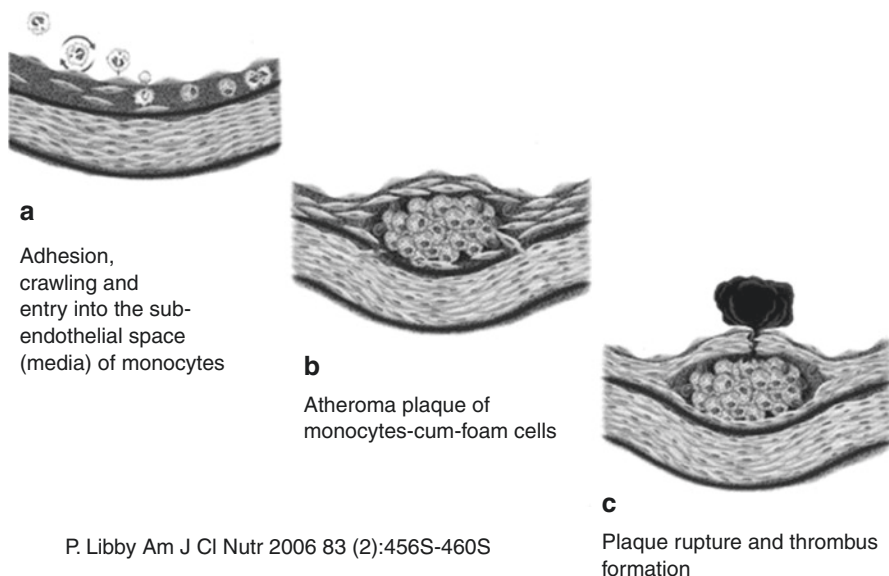 a
Adhesion,
crawling and
entry into the sub-
endothelial space
(media) of monocytes
b
Atheroma plaque of
monocytes-cum-foam cells
c
Plaque rupture and thrombus
formation
P. Libby Am J Cl Nutr 2006 83 (2):456S-460S